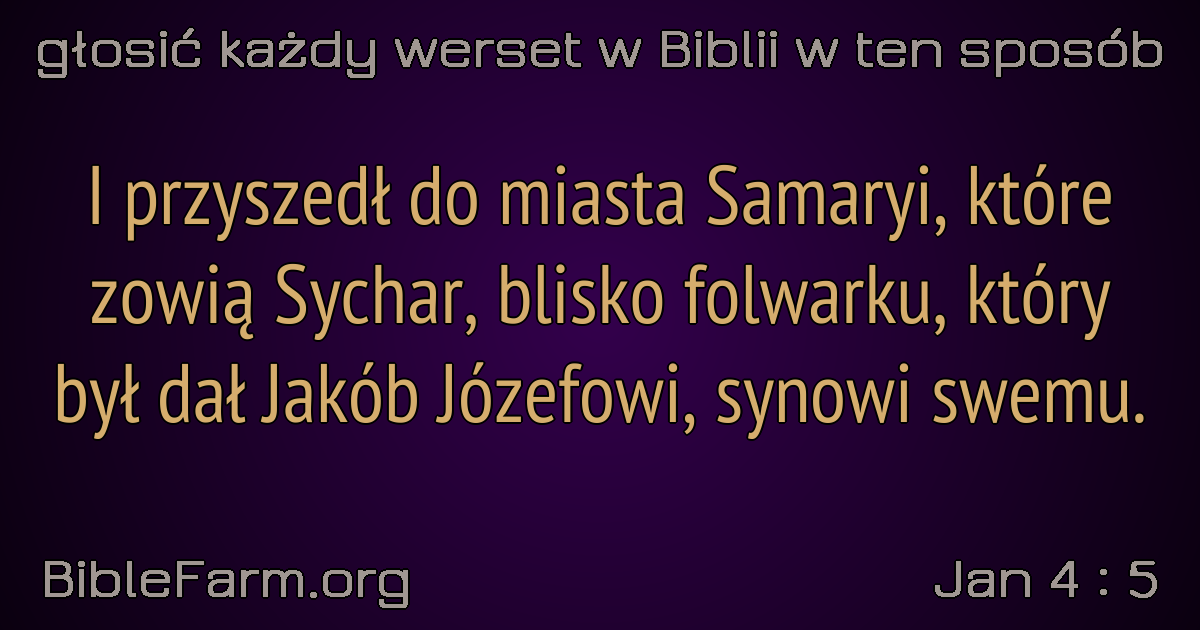 głosić każdy werset w Biblii w ten sposób
I przyszedł do miasta Samaryi, które
zowią Sychar, blisko folwarku, który
był dał Jakób Józefowi, synowi swemu.
BibleFarm.org
Jan 4 : 5